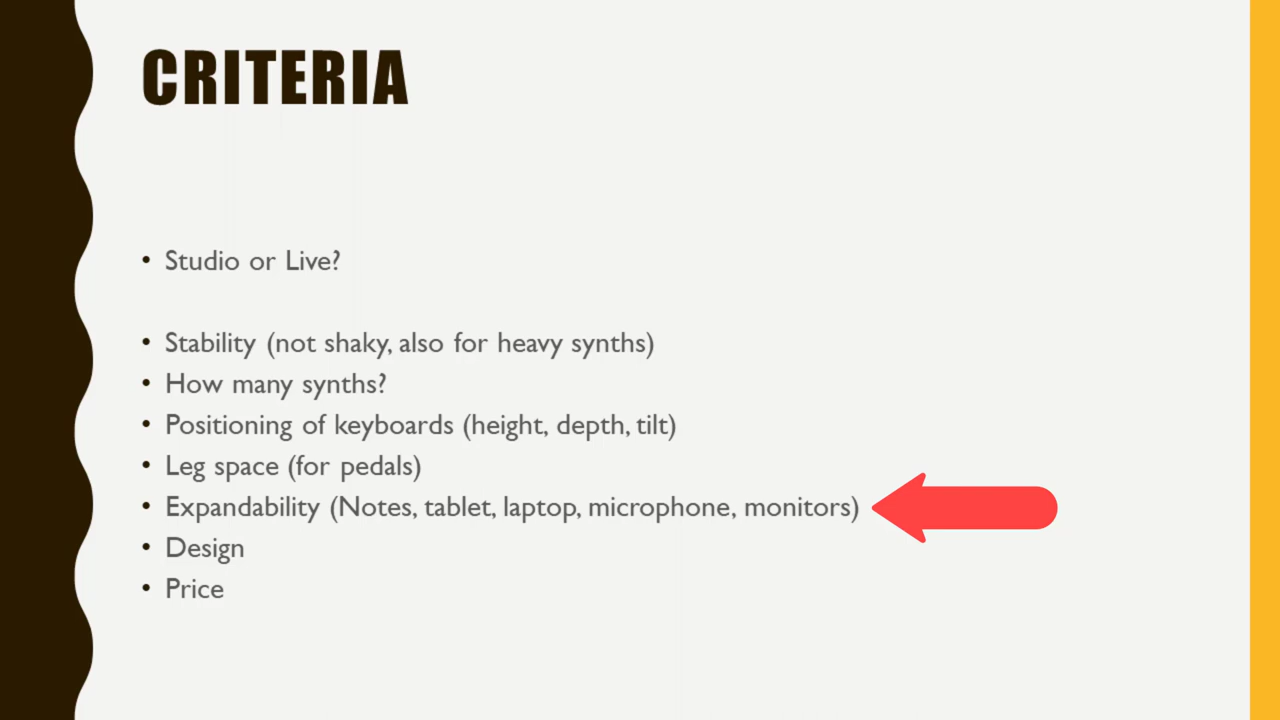 CRITERIA
• Studio or Live?
• Stability (not shaky, also for heavy synths)
• How many synths?
• Positioning of keyboards (height, depth, tilt)
• Leg space (for pedals)
• Expandability (Notes, tablet, laptop, microphone, monitors)
• Design
• Price